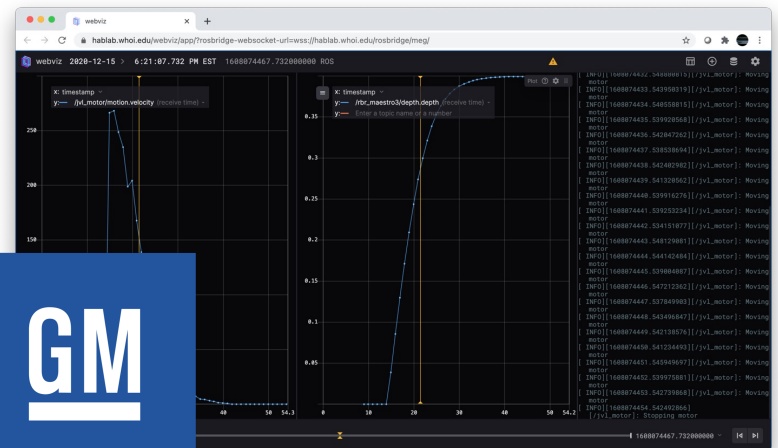 webviz
hablab.whoi.edu/webviz/app/?rosbridge-websocket-url=wss://hablab.whoi.edu/rosbridge/meg/
webviz 2020-12-15 > 6:21:07.732 PM EST 1608074467.732000000 ROS
x: timestamp
y: /jvl_motor/motion.velocity (receive time)
250
200
150
40
50
54.3
Plot
x: timestamp
y: /rbr_maestro3/depth.depth (receive time)
y: Enter a topic name or a number
0.35
0.3
0.25
0.2
0.15
0.1
0.05
0
10
20
30
40
50
54.2
[ INFO][1608074432.540880815][/jvl_motor]: Moving
motor
[ INFO][1608074433.543950319][/jvl_motor]: Moving
motor
[ INFO][1608074434.540558815][/jvl_motor]: Moving
motor
[ INFO][1608074435.539920568][/jvl_motor]: Moving
motor
[ INFO][1608074436.542047262][/jvl_motor]: Moving
motor
[ INFO][1608074437.538538694][/jvl_motor]: Moving
motor
[ INFO][1608074438.542402982][/jvl_motor]: Moving
motor
[ INFO][1608074439.541320562][/jvl_motor]: Moving
motor
[ INFO][1608074440.539916276][/jvl_motor]: Moving
motor
[ INFO][1608074441.539253234][/jvl_motor]: Moving
motor
[ INFO][1608074442.534151077][/jvl_motor]: Moving
motor
[ INFO][1608074443.548129081][/jvl_motor]: Moving
motor
[ INFO][1608074444.544142484][/jvl_motor]: Moving
motor
[ INFO][1608074445.539004087][/jvl_motor]: Moving
motor
[ INFO][1608074446.547212362][/jvl_motor]: Moving
motor
[ INFO][1608074447.537849903][/jvl_motor]: Moving
motor
[ INFO][1608074448.543496847][/jvl_motor]: Moving
motor
[ INFO][1608074449.542138576][/jvl_motor]: Moving
motor
[ INFO][1608074450.541234493][/jvl_motor]: Moving
motor
[ INFO][1608074451.545949697][/jvl_motor]: Moving
motor
[ INFO][1608074452.539975881][/jvl_motor]: Moving
motor
[ INFO][1608074453.542739868][/jvl_motor]: Moving
motor
[ INFO][1608074454.542492866]
[/jvl_motor]: Stopping motor
1608074467.732000000
GM